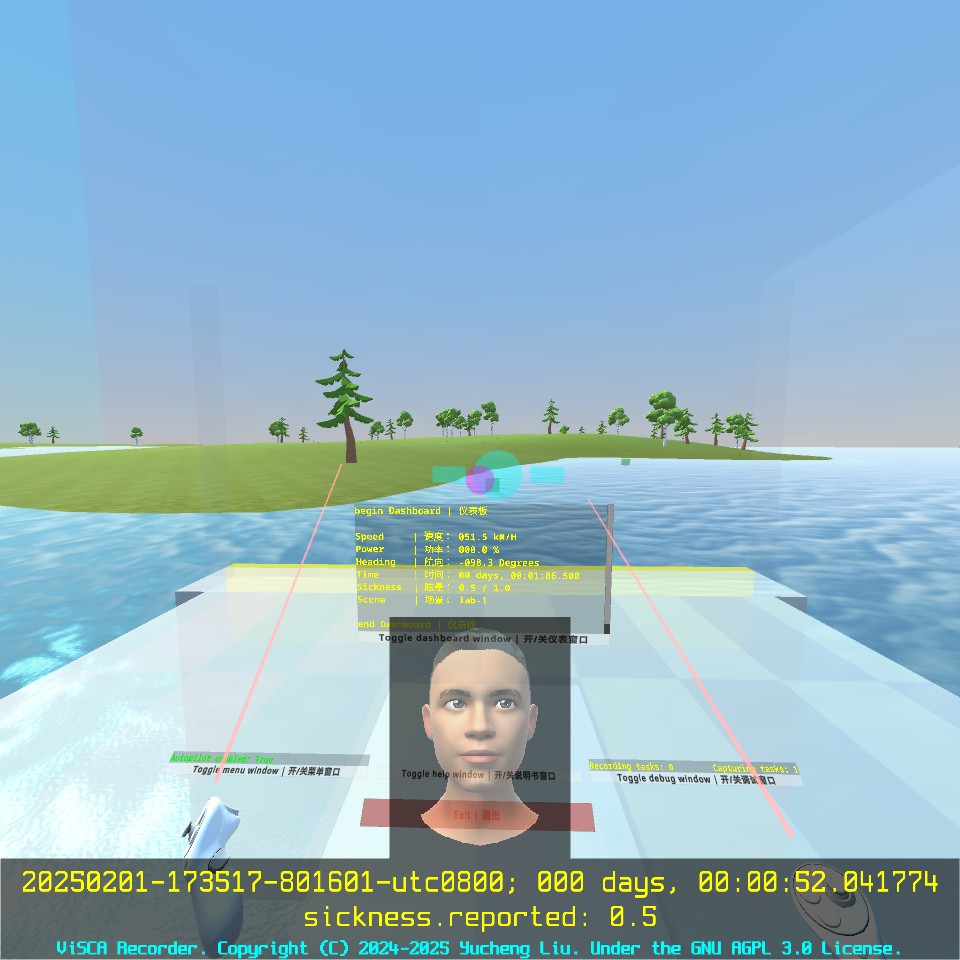 begin Dashboard | 仪表板
Speed | 速度: 051.5 kM/H
Power | 功率: 000.0 %
Heading | 航向: -098.3 Degrees
Time | 时间: 00 days, 00:01:06.500
Sickness | 眩晕: 0.5 / 1.0
Scene | 场景: lab-1
end Dashboard | 仪表板
Toggle dashboard window | 开/关仪表窗口
Autopilot enabled: True
Toggle menu window | 开/关菜单窗口
Toggle help window | 开/关说明书窗口
Recording tasks: 0 Capturing tasks: 1
Toggle debug window | 开/关调试窗口
Exit | 退出
20250201-173517-801601-utc0800; 000 days, 00:00:52.041774
sickness.reported: 0.5
ViSCA Recorder. Copyright (C) 2024-2025 Yucheng Liu. Under the GNU AGPL 3.0 License.